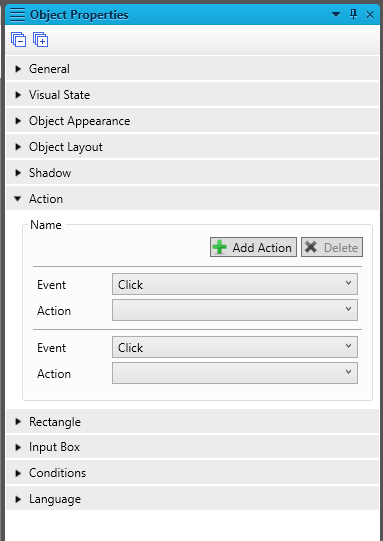 Object Properties
General
Visual State
Object Appearance
Object Layout
Shadow
Action
Name
Add Action Delete
Event Click
Action
Event Click
Action
Rectangle
Input Box
Conditions
Language